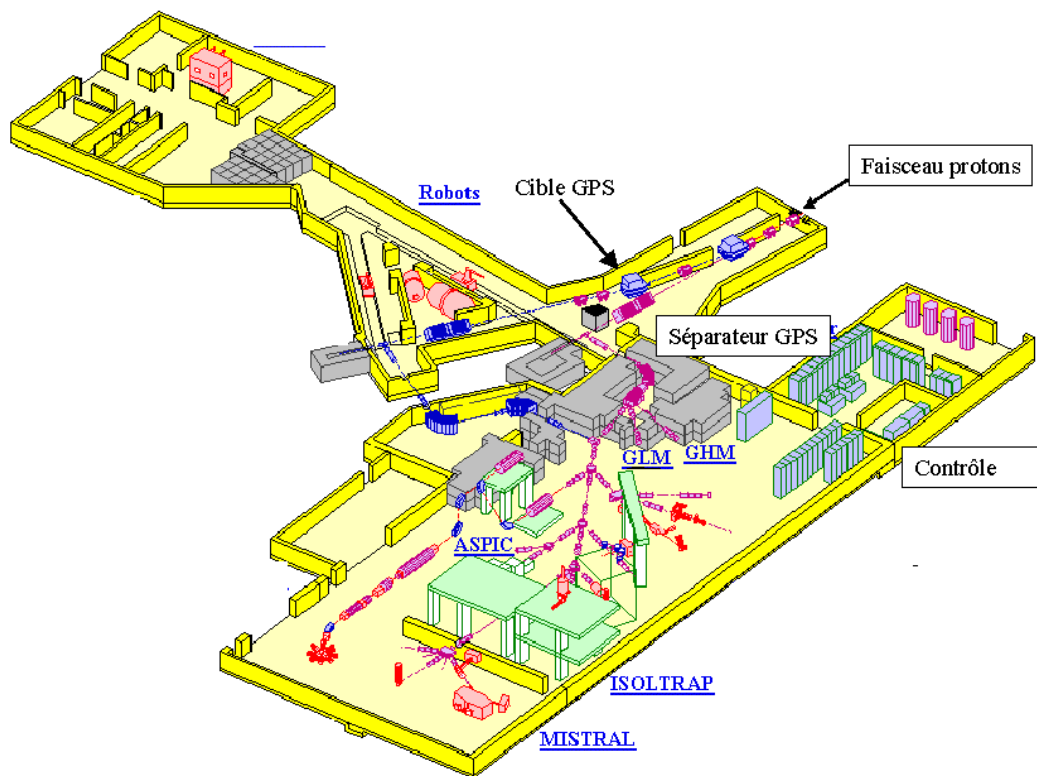 Faisceau protons
Cible GPS
Robots
Séparateur GPS
GLM
GHM
Contrôle
ASPIC
ISOLTRAP
MISTRAL